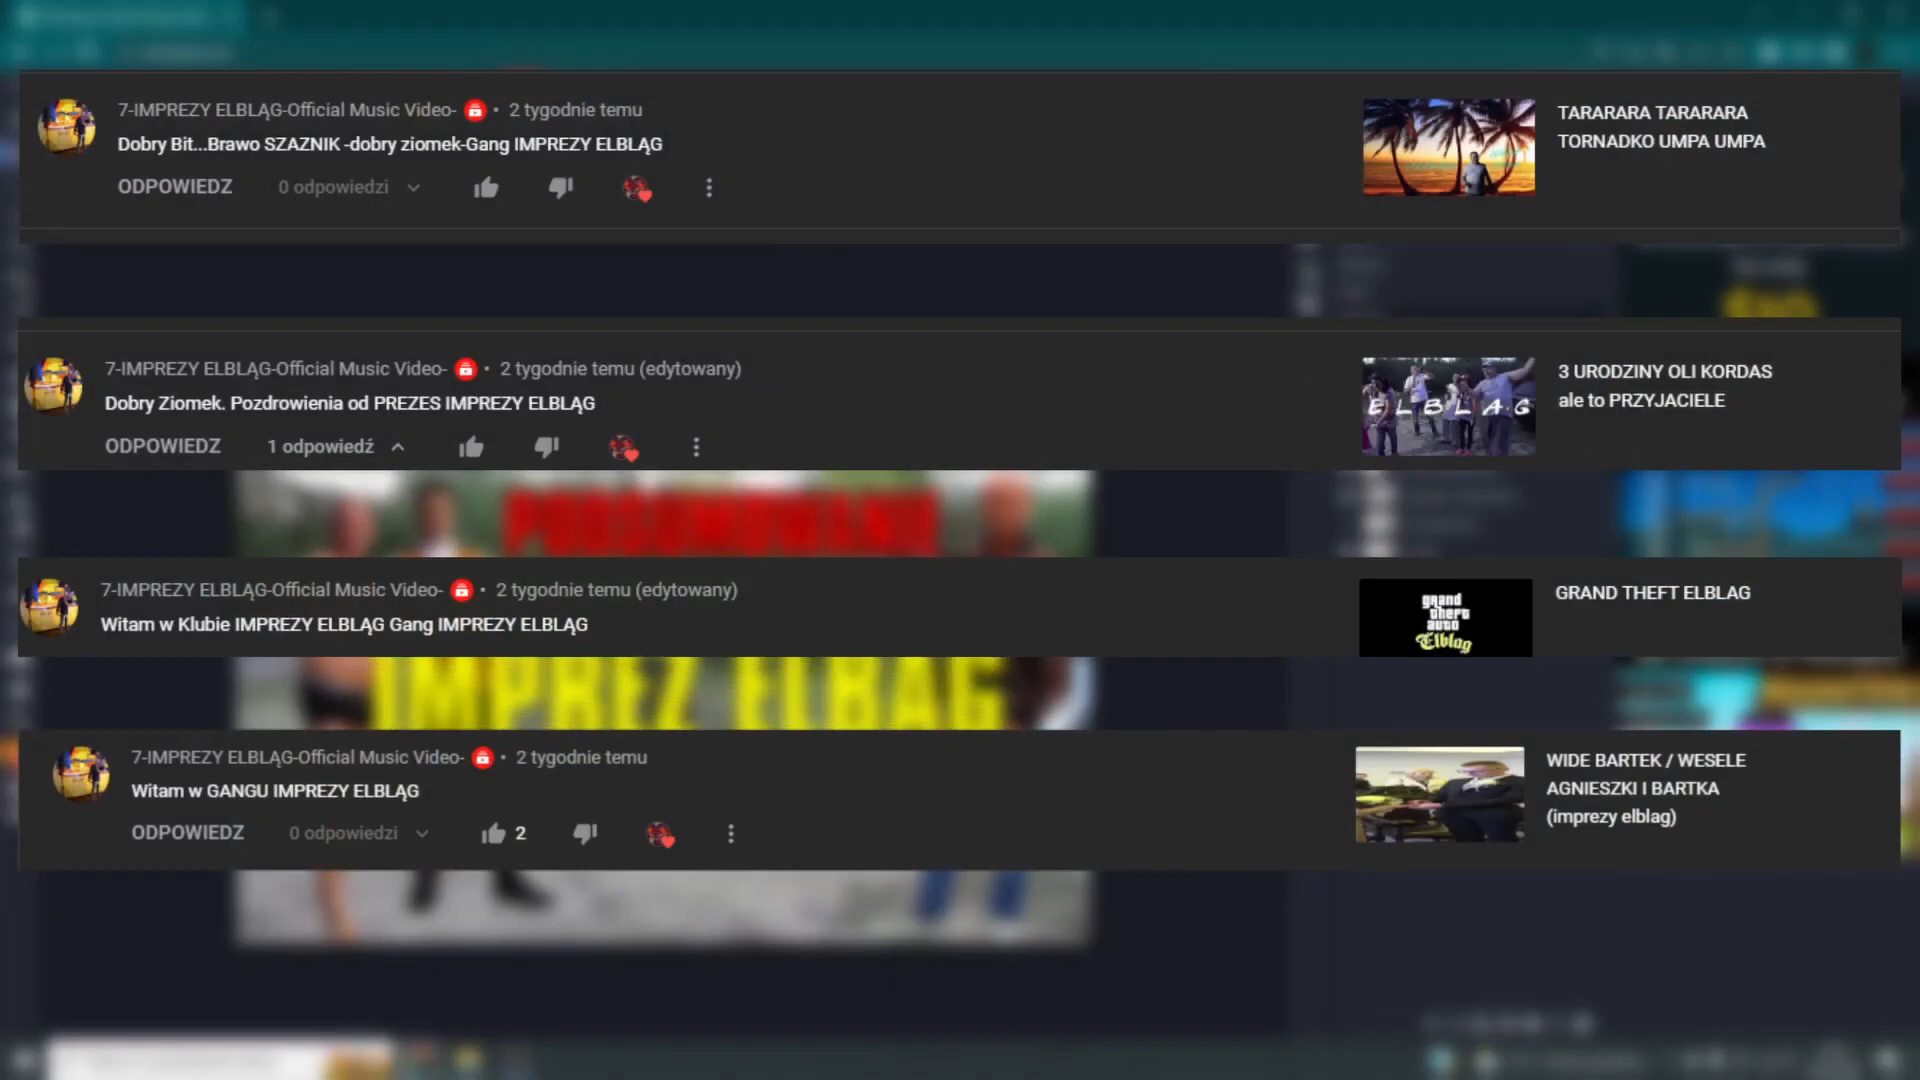 7-IMPREZY ELBLĄG-Official Music Video- • 2 tygodnie temu
Dobry Bit...Brawo SZAZNIK -dobry ziomek-Gang IMPREZY ELBLĄG
ODPOWIEDZ 0 odpowiedzi
TARARARA TARARARA
TORNADKO UMPA UMPA
7-IMPREZY ELBLĄG-Official Music Video- • 2 tygodnie temu (edytowany)
Dobry Ziomek. Pozdrowienia od PREZES IMPREZY ELBLĄG
ODPOWIEDZ 1 odpowiedź
ELBLAG
3 URODZINY OLI KORDAS
ale to PRZYJACIELE
7-IMPREZY ELBLĄG-Official Music Video- • 2 tygodnie temu (edytowany)
Witam w Klubie IMPREZY ELBLĄG Gang IMPREZY ELBLĄG
grand
theft
auto
Elblag
GRAND THEFT ELBLAG
IMPREZ ELBAG
7-IMPREZY ELBLĄG-Official Music Video- • 2 tygodnie temu
Witam w GANGU IMPREZY ELBLĄG
ODPOWIEDZ 0 odpowiedzi 2
WIDE BARTEK / WESELE
AGNIESZKI I BARTKA
(imprezy elblag)